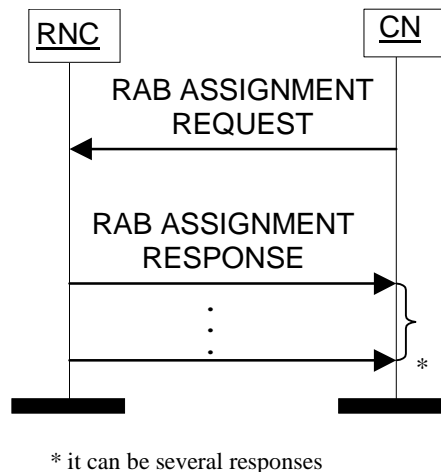 RNC
CN
RAB ASSIGNMENT
REQUEST
RAB ASSIGNMENT
RESPONSE
*
* it can be several responses